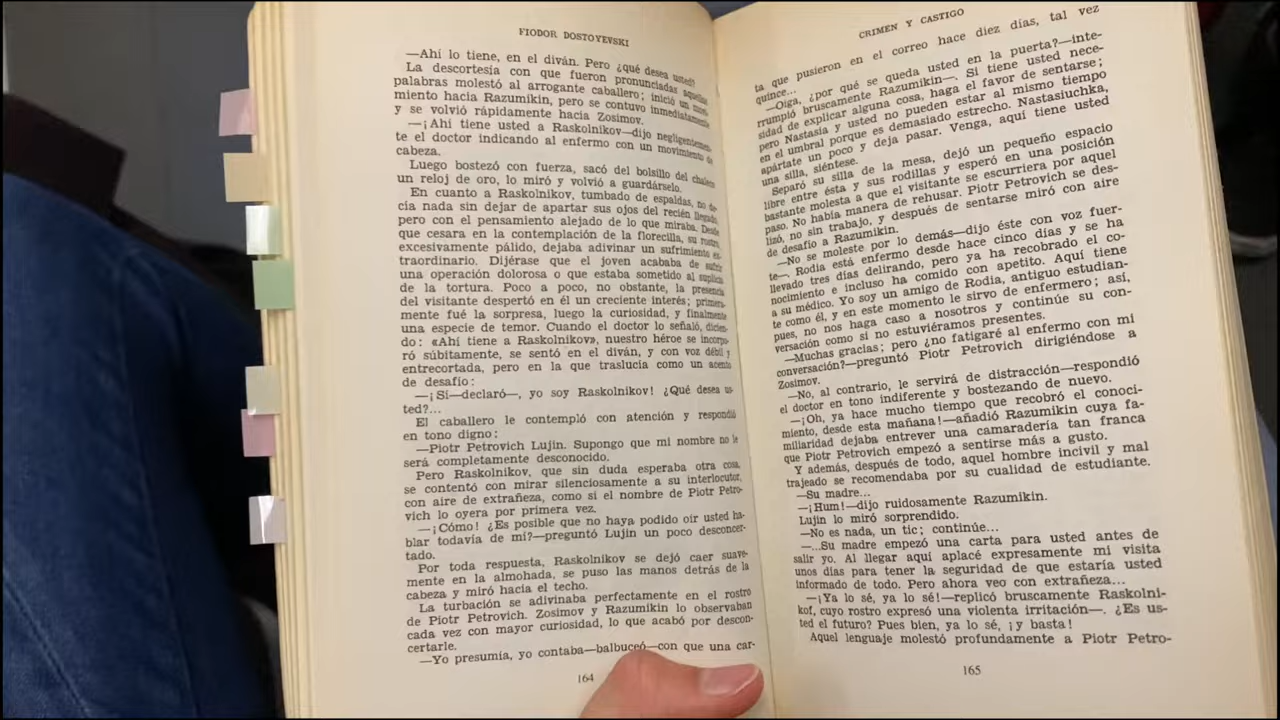 FIODOR DOSTOYEVSKI
—Ahí lo tiene, en el diván. Pero ¿qué desea usted?
La descortesía con que fueron pronunciadas aquellas
palabras molestó al arrogante caballero; inició un movi-
miento hacia Razumikin, pero se contuvo inmediatamente
y se volvió rápidamente hacia Zosimov.
—¡Ahí tiene usted a Raskolnikov—dijo negligentemen-
te el doctor indicando al enfermo con un movimiento de
cabeza.
Luego bostezó con fuerza, sacó del bolsillo del chaleco
un reloj de oro, lo miró y volvió a guardárselo.
En cuanto a Raskolnikov, tumbado de espaldas, no de-
cía nada sin dejar de apartar sus ojos del recién llegado,
pero con el pensamiento alejado de lo que miraba. Desde
que cesara en la contemplación de la florecilla, su rostro,
excesivamente pálido, dejaba adivinar un sufrimiento ex-
traordinario. Dijérase que el joven acababa de sufrir
una operación dolorosa o que estaba sometido al suplicio
de la tortura. Poco a poco, no obstante, la presencia
del visitante despertó en él un creciente interés; primera-
mente fué la sorpresa, luego la curiosidad, y finalmente
una especie de temor. Cuando el doctor lo señaló, dicien-
do: «Ahí tiene a Raskolnikov», nuestro héroe se incorpo-
ró súbitamente, se sentó en el diván, y con voz débil y
entrecortada, pero en la que traslucía como un acento
de desafío:
—¡Sí—declaró—, yo soy Raskolnikov! ¿Qué desea us-
ted?...
El caballero le contempló con atención y respondió
en tono digno:
—Piotr Petrovich Lujin. Supongo que mi nombre no le
será completamente desconocido.
Pero Raskolnikov, que sin duda esperaba otra cosa,
se contentó con mirar silenciosamente a su interlocutor,
con aire de extrañeza, como si el nombre de Piotr Petro-
vich lo oyera por primera vez.
—¡Cómo! ¿Es posible que no haya podido oír usted ha-
blar todavía de mí?—preguntó Lujin un poco desconcer-
tado.
Por toda respuesta, Raskolnikov se dejó caer suave-
mente en la almohada, se puso las manos detrás de la
cabeza y miró hacia el techo.
La turbación se adivinaba perfectamente en el rostro
de Piotr Petrovich. Zosimov y Razumikin lo observaban
cada vez con mayor curiosidad, lo que acabó por descon-
certarle.
—Yo presumía, yo contaba—balbuceó—con que una car-
164
CRIMEN Y CASTIGO
ta que pusieron en el correo hace diez días, tal vez
quince...
—Oiga, ¿por qué se queda usted en la puerta?—inte-
rrumpió bruscamente Razumikin—. Si tiene usted nece-
sidad de explicar alguna cosa, haga el favor de sentarse;
pero Nastasia y usted no pueden estar al mismo tiempo
en el umbral porque es demasiado estrecho. Nastasiuchka,
apártate un poco y deja pasar. Venga, aquí tiene usted
una silla, siéntese.
Separó su silla de la mesa, dejó un pequeño espacio
libre entre ésta y sus rodillas y esperó en una posición
bastante molesta a que el visitante se escurriera por aquel
paso. No había manera de rehusar. Piotr Petrovich se des-
lizó, no sin trabajo, y después de sentarse miró con aire
de desafío a Razumikin.
—No se moleste por lo demás—dijo éste con voz fuer-
te—. Rodia está enfermo desde hace cinco días y se ha
llevado tres días delirando, pero ya ha recobrado el co-
nocimiento e incluso ha comido con apetito. Aquí tiene
a su médico. Yo soy un amigo de Rodia, antiguo estudian-
te como él, y en este momento le sirvo de enfermero; así,
pues, no nos haga caso a nosotros y continúe su con-
versación como si no estuviéramos presentes.
—Muchas gracias; pero ¿no fatigaré al enfermo con mi
conversación?—preguntó Piotr Petrovich dirigiéndose a
Zosimov.
—No, al contrario, le servirá de distracción—respondió
el doctor en tono indiferente y bostezando de nuevo.
—¡Oh, ya hace mucho tiempo que recobró el conoci-
miento, desde esta mañana!—añadió Razumikin cuya fa-
miliaridad dejaba entrever una camaradería tan franca
que Piotr Petrovich empezó a sentirse más a gusto.
Y además, después de todo, aquel hombre incivil y mal
trajeado se recomendaba por su cualidad de estudiante.
—Su madre...
—¡Hum!—dijo ruidosamente Razumikin.
Lujin lo miró sorprendido.
—No es nada, un tic; continúe...
—...Su madre empezó una carta para usted antes de
salir yo. Al llegar aquí aplacé expresamente mi visita
unos días para tener la seguridad de que estaría usted
informado de todo. Pero ahora veo con extrañeza...
—¡Ya lo sé, ya lo sé!—replicó bruscamente Raskolni-
kof, cuyo rostro expresó una violenta irritación—. ¿Es us-
ted el futuro? Pues bien, ya lo sé, ¡y basta!
Aquel lenguaje molestó profundamente a Piotr Petro-
165